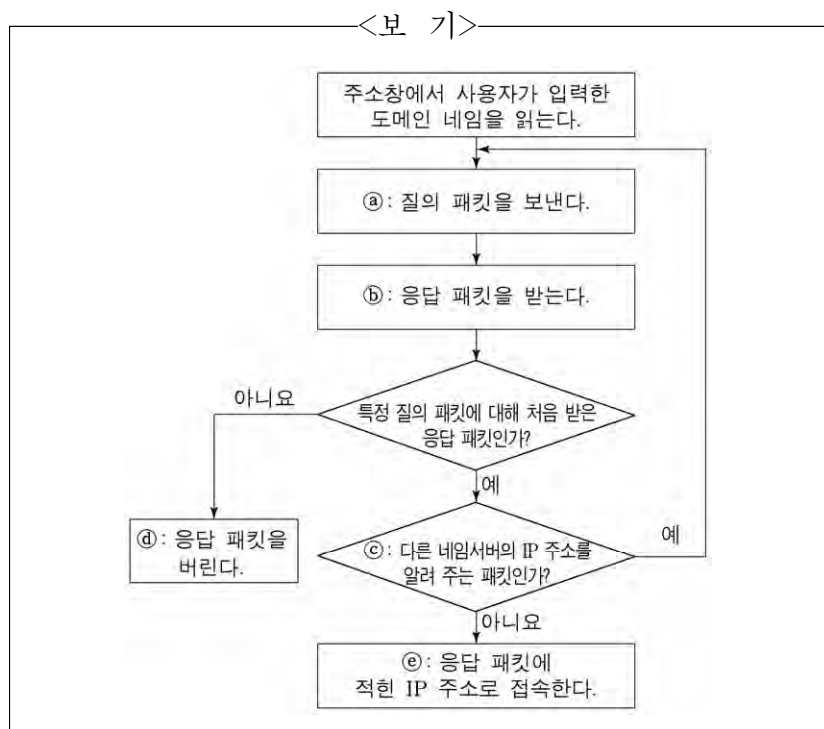 <보 기>
주소창에서 사용자가 입력한
도메인 네임을 읽는다.
ⓐ: 질의 패킷을 보낸다.
ⓑ: 응답 패킷을 받는다.
아니요
특정 질의 패킷에 대해 처음 받은
응답 패킷인가?
예
ⓓ: 응답 패킷을
버린다.
ⓒ: 다른 네임서버의 IP 주소를
알려 주는 패킷인가?
예
아니요
ⓔ: 응답 패킷에
적힌 IP 주소로 접속한다.